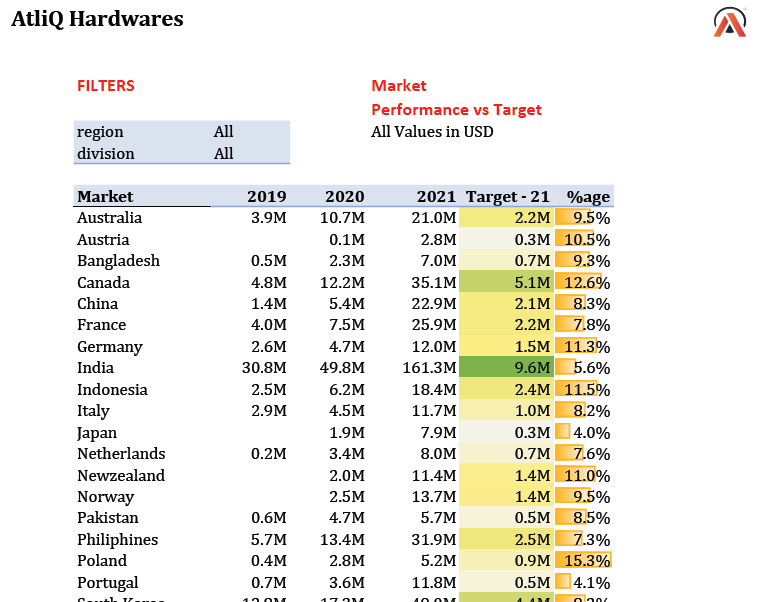 AtliQ Hardwares
FILTERS
Market
Performance vs Target
region All
All Values in USD
division All
Market 2019 2020 2021 Target - 21 %age
Australia 3.9M 10.7M 21.0M 2.2M 9.5%
Austria 0.1M 2.8M 0.3M 10.5%
Bangladesh 0.5M 2.3M 7.0M 0.7M 9.3%
Canada 4.8M 12.2M 35.1M 5.1M 12.6%
China 1.4M 5.4M 22.9M 2.1M 8.3%
France 4.0M 7.5M 25.9M 2.2M 7.8%
Germany 2.6M 4.7M 12.0M 1.5M 11.3%
India 30.8M 49.8M 161.3M 9.6M 5.6%
Indonesia 2.5M 6.2M 18.4M 2.4M 11.5%
Italy 2.9M 4.5M 11.7M 1.0M 8.2%
Japan 1.9M 7.9M 0.3M 4.0%
Netherlands 0.2M 3.4M 8.0M 0.7M 7.6%
Newzealand 2.0M 11.4M 1.4M 11.0%
Norway 2.5M 13.7M 1.4M 9.5%
Pakistan 0.6M 4.7M 5.7M 0.5M 8.5%
Philiphines 5.7M 13.4M 31.9M 2.5M 7.3%
Poland 0.4M 2.8M 5.2M 0.9M 15.3%
Portugal 0.7M 3.6M 11.8M 0.5M 4.1%
South Korea